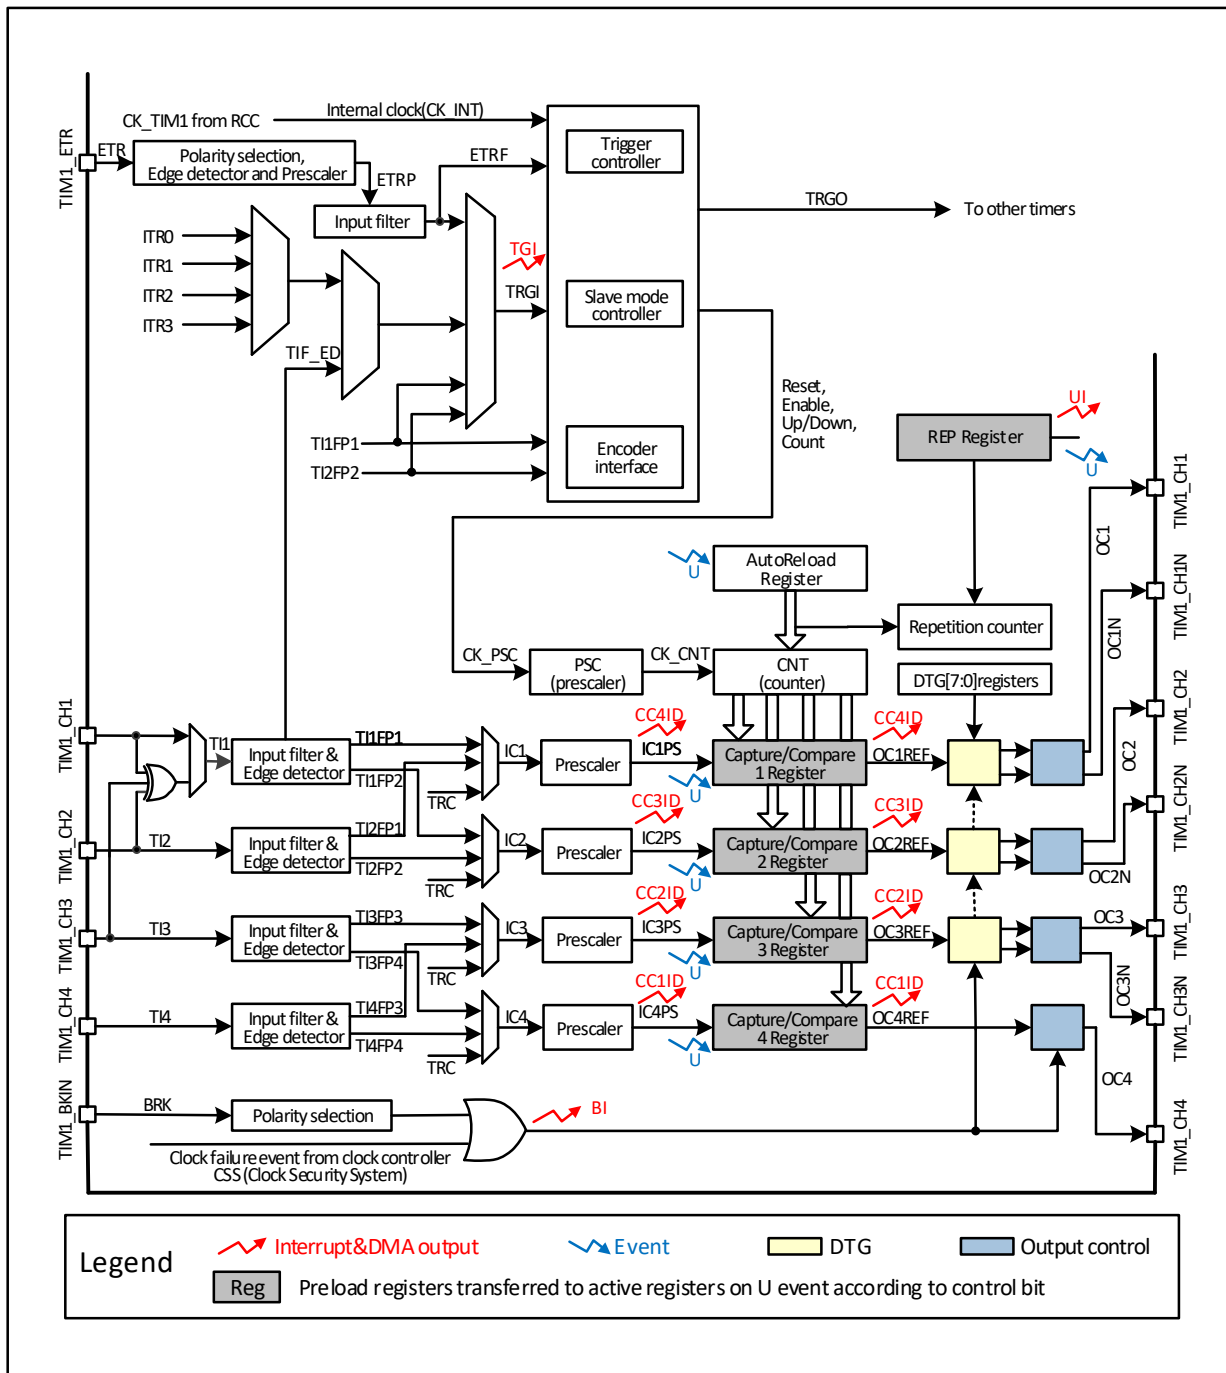 CK_TIM1 from RCC
Internal clock(CK_INT)
TIM1_ETR
ETR
Polarity selection,
Edge detector and Prescaler
ETRP
Input filter
ETRF
Trigger
controller
TRGO
To other timers
ITR0
ITR1
ITR2
ITR3
TGI
TRGI
Slave mode
controller
TIF_ED
Reset,
Enable,
Up/Down,
Count
TI1FP1
TI2FP2
Encoder
interface
REP Register
UI
U
TIM1_CH1
OC1
U
AutoReload
Register
TIM1_CH1N
OC1N
Repetition counter
CK_PSC
PSC
(prescaler)
CK_CNT
CNT
(counter)
DTG[7:0]registers
TIM1_CH2
OC2
TIM1_CH1
TI1
Input filter &
Edge detector
TI1FP1
TI1FP2
TRC
IC1
Prescaler
CC4ID
IC1PS
U
Capture/Compare
1 Register
CC4ID
OC1REF
TIM1_CH2N
OC2N
TIM1_CH2
TI2
Input filter &
Edge detector
TI2FP1
TI2FP2
TRC
IC2
Prescaler
CC3ID
IC2PS
U
Capture/Compare
2 Register
CC3ID
OC2REF
TIM1_CH3
TI3
Input filter &
Edge detector
TI3FP3
TI3FP4
TRC
IC3
Prescaler
CC2ID
IC3PS
U
Capture/Compare
3 Register
CC2ID
OC3REF
OC3
TIM1_CH3
OC3N
TIM1_CH3N
TIM1_CH4
TI4
Input filter &
Edge detector
TI4FP3
TI4FP4
TRC
IC4
Prescaler
CC1ID
IC4PS
U
Capture/Compare
4 Register
CC1ID
OC4REF
OC4
TIM1_CH4
TIM1_BKIN
BRK
Polarity selection
BI
Clock failure event from clock controller
CSS (Clock Security System)
Legend
Interrupt&DMA output
Event
DTG
Output control
Reg
Preload registers transferred to active registers on U event according to control bit